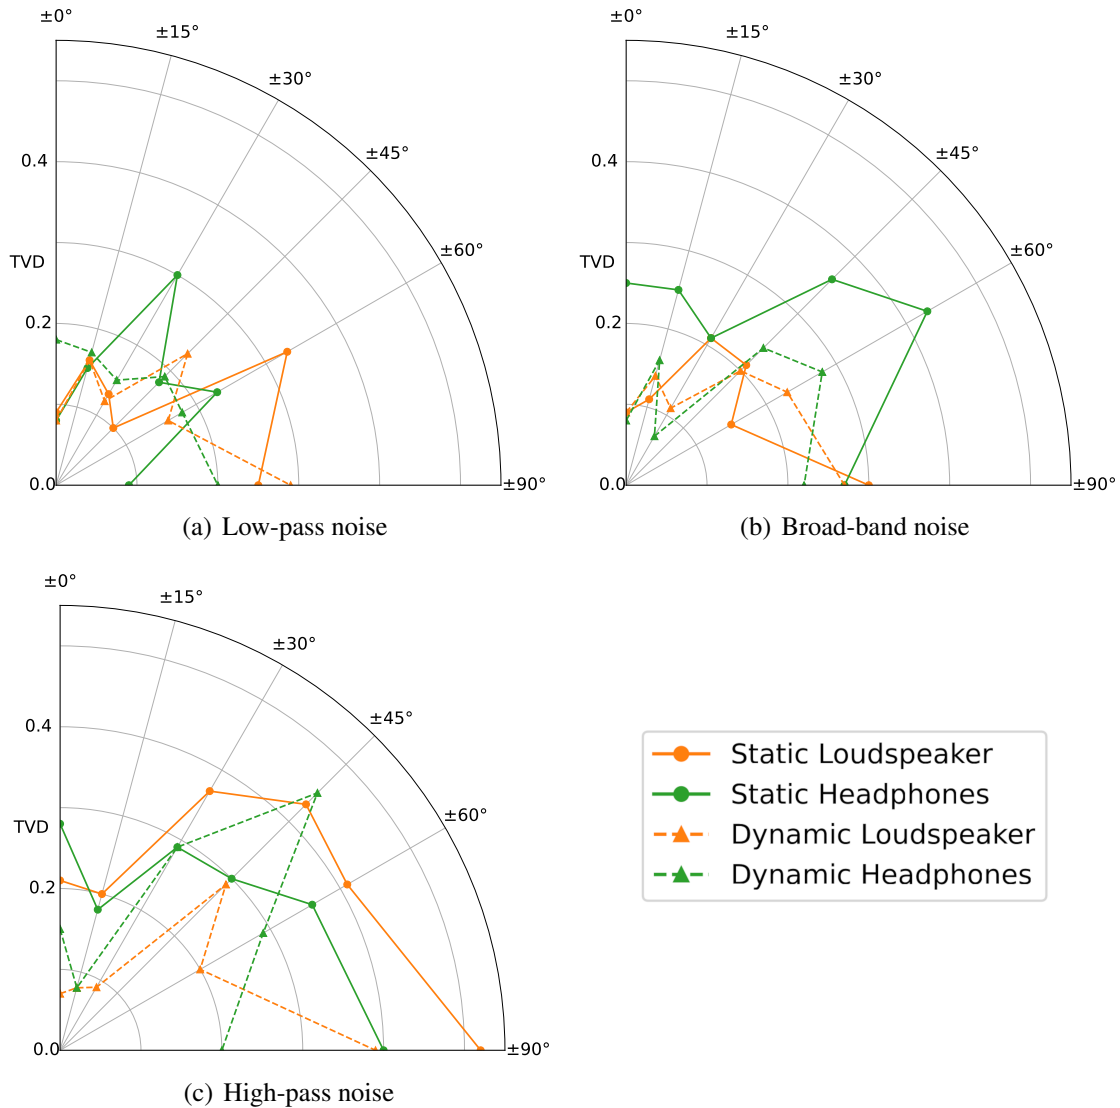 ±0°
±15°
±30°
±45°
±60°
±90°
0.4
TVD
0.2
0.0
(a) Low-pass noise
±0°
±15°
±30°
±45°
±60°
±90°
0.4
TVD
0.2
0.0
(b) Broad-band noise
±0°
±15°
±30°
±45°
±60°
±90°
0.4
TVD
0.2
0.0
(c) High-pass noise
Static Loudspeaker
Static Headphones
Dynamic Loudspeaker
Dynamic Headphones